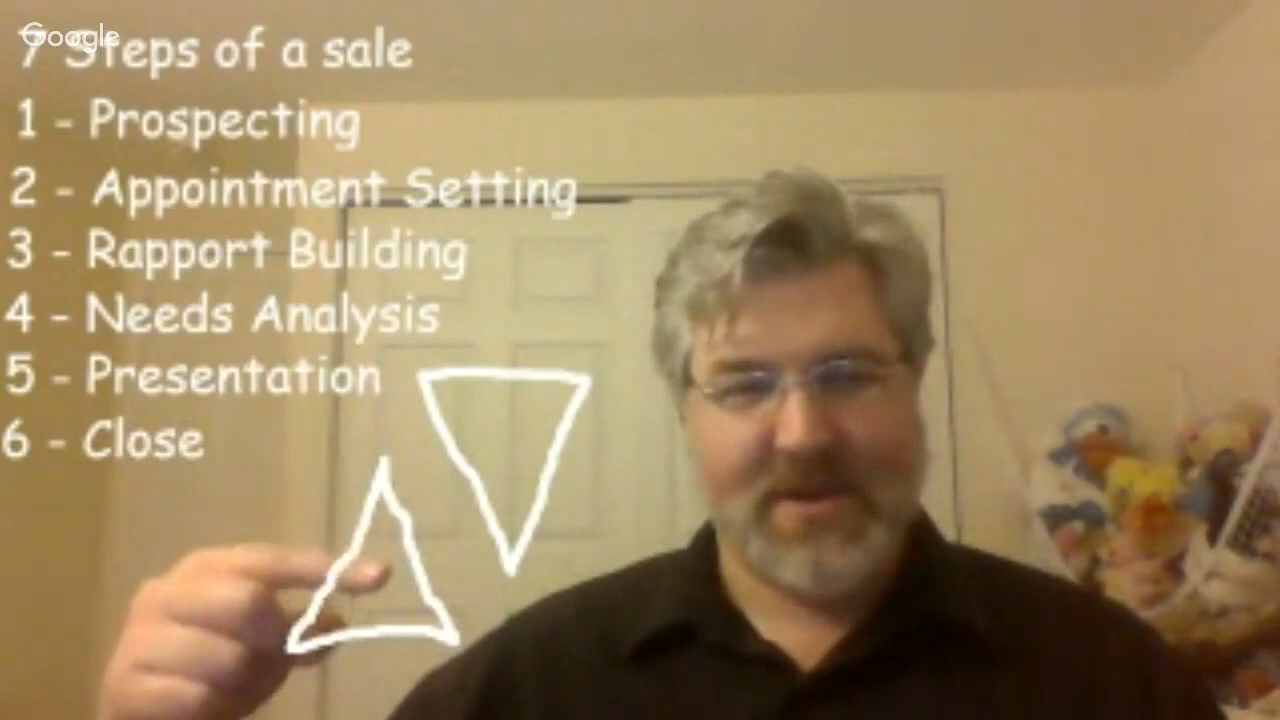 Google
7 Steps of a sale
1 - Prospecting
2 - Appointment Setting
3 - Rapport Building
4 - Needs Analysis
5 - Presentation
6 - Close